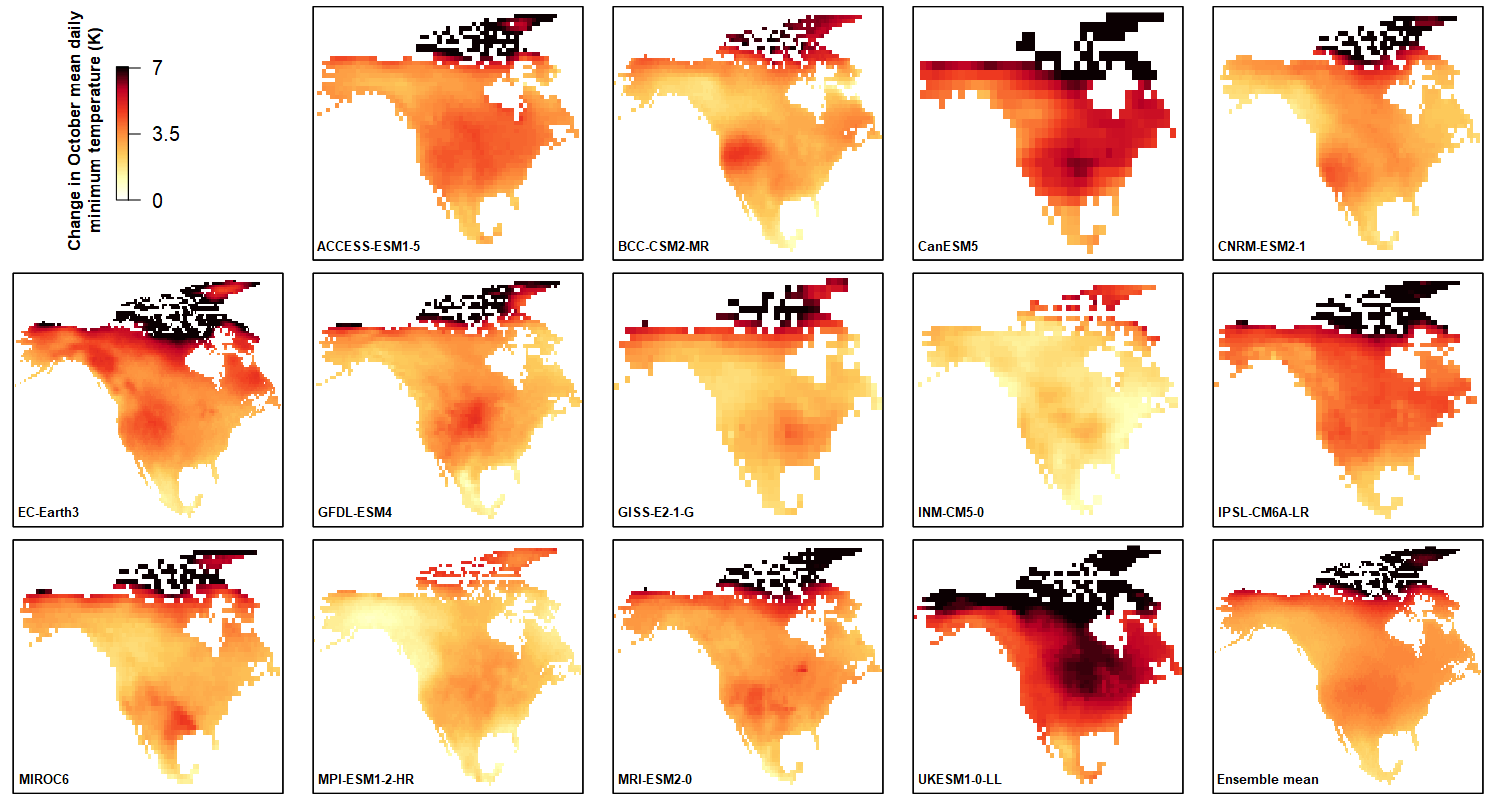 Change in October mean daily
minimum temperature (K)
7
3.5
0
ACCESS-ESM1-5
BCC-CSM2-MR
CanESM5
CNRM-ESM2-1
EC-Earth3
GFDL-ESM4
GISS-E2-1-G
INM-CM5-0
IPSL-CM6A-LR
MIROC6
MPI-ESM1-2-HR
MRI-ESM2-0
UKESM1-0-LL
Ensemble mean